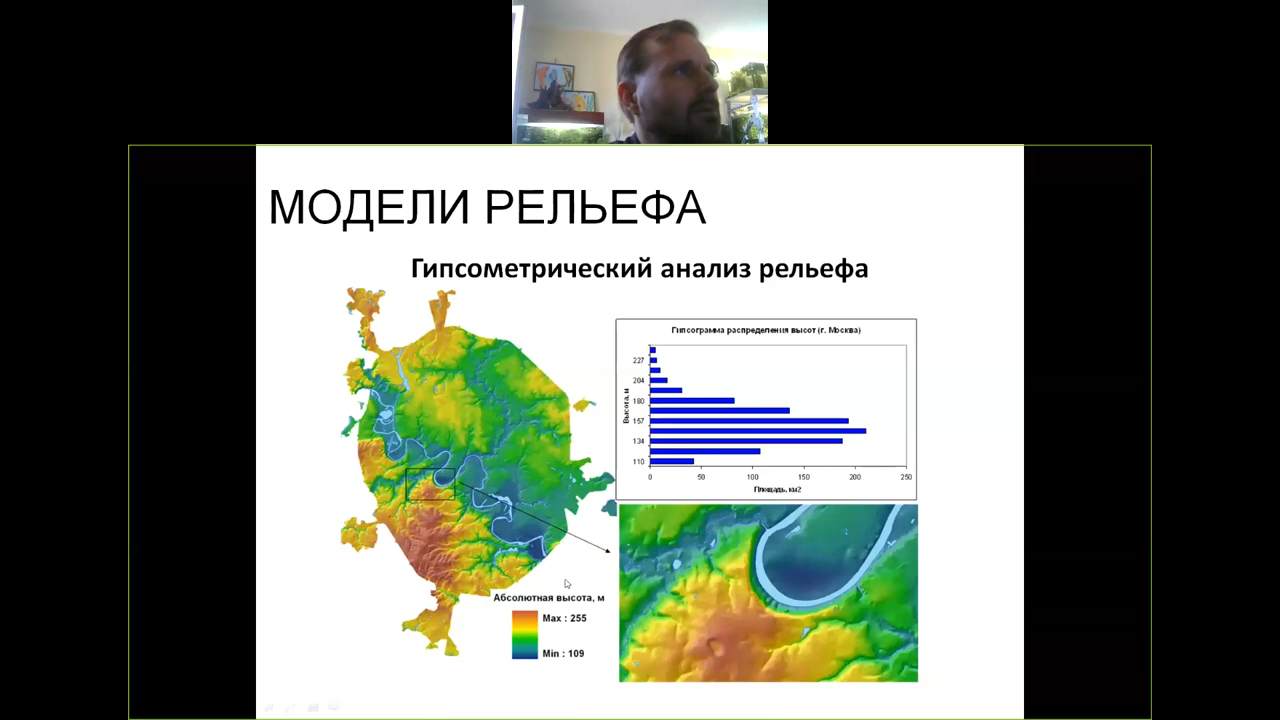 МОДЕЛИ РЕЛЬЕФА
Гипсометрический анализ рельефа
Гипсограмма распределения высот (г. Москва)
Высота, м
227
204
180
157
134
110
0 50 100 150 200 250
Площадь, км2
Абсолютная высота, м
Max : 255
Min : 109